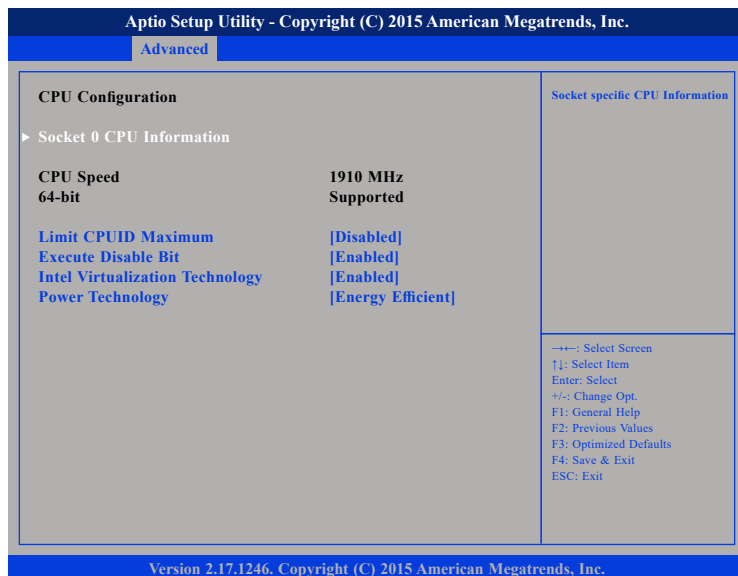 Aptio Setup Utility - Copyright (C) 2015 American Megatrends, Inc.
Advanced
CPU Configuration
► Socket 0 CPU Information
CPU Speed 1910 MHz
64-bit Supported
Limit CPUID Maximum [Disabled]
Execute Disable Bit [Enabled]
Intel Virtualization Technology [Enabled]
Power Technology [Energy Efficient]
Socket specific CPU Information
→←: Select Screen
↑↓: Select Item
Enter: Select
+/-: Change Opt.
F1: General Help
F2: Previous Values
F3: Optimized Defaults
F4: Save & Exit
ESC: Exit
Version 2.17.1246. Copyright (C) 2015 American Megatrends, Inc.